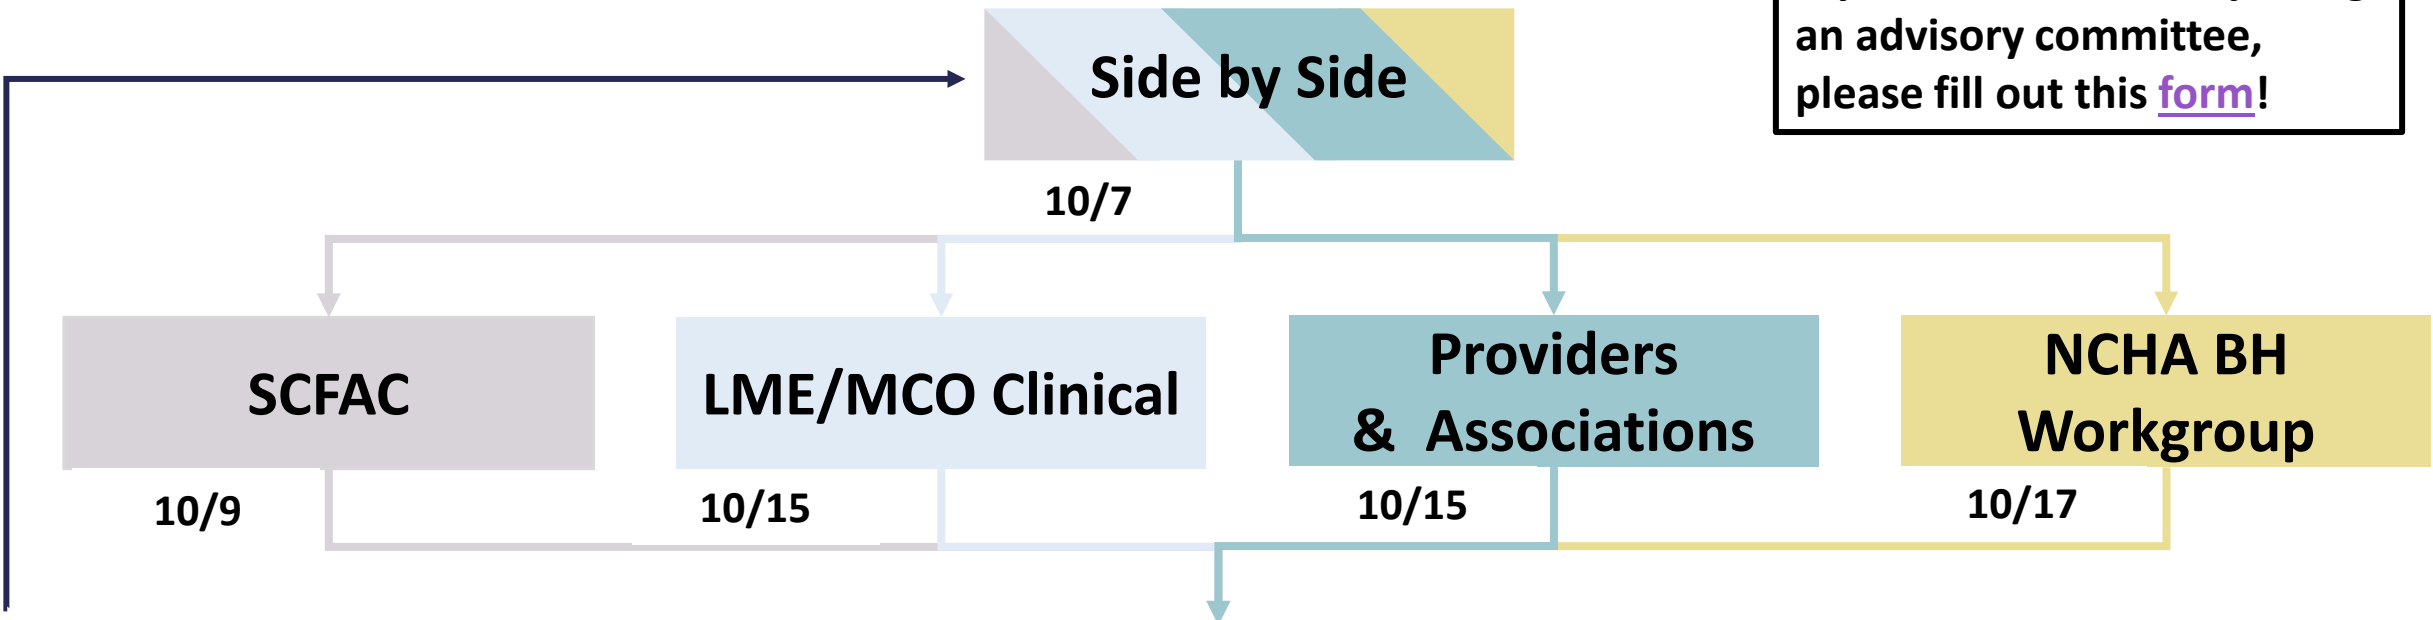 an advisory committee,
please fill out this form!
Side by Side
10/7
SCFAC
LME/MCO Clinical
Providers
& Associations
NCHA BH
Workgroup
10/9
10/15
10/15
10/17